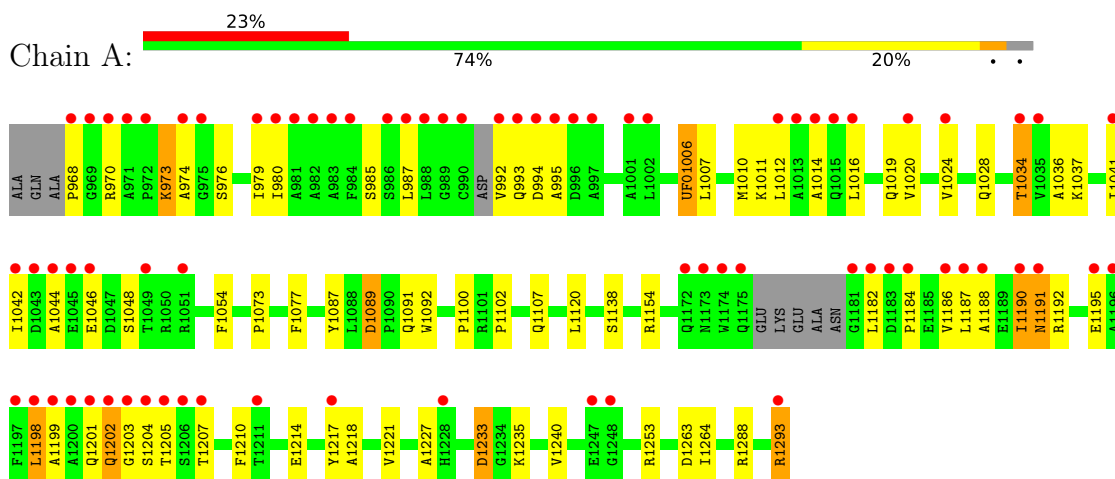 23%
Chain A:
74% 20% • •
ALA GLN ALA P968 G969 R970 A971 P972 K973 A974 G975 S976 I979 I980 A981 A982 A983 F984 S985 S986 L987 L988 G989 C990 ASP V992 Q993 D994 A995 D996 A997 A1001 L1002 UF01006 L1007 M1010 K1011 L1012 A1013 A1014 Q1015 L1016 Q1019 V1020 V1024 Q1028 T1034 V1035 A1036 K1037
I1042 D1043 A1044 E1045 E1046 D1047 S1048 T1049 R1050 R1051 F1054 P1073 F1077 Y1087 L1088 D1089 P1090 Q1091 W1092 P1100 R1101 P1102 Q1107 L1120 S1138 R1154 Q1172 N1173 W1174 Q1175 GLU LYS GLU ALA ASN G1181 L1182 D1183 P1184 E1185 V1186 L1187 A1188 E1189 I1190 N1191 R1192 E1195
F1197 L1198 A1199 A1200 Q1201 Q1202 G1203 S1204 T1205 S1206 T1207 F1210 T1211 E1214 Y1217 A1218 V1221 A1227 H1228 D1233 G1234 K1235 V1240 E1247 G1248 R1253 D1263 I1264 R1288 R1293